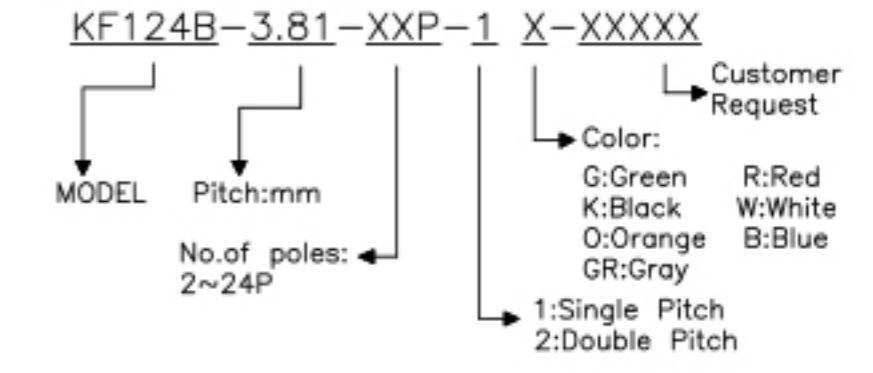 KF124B-3.81-XXP-1 X-XXXXX
Customer
Request
Color:
G:Green R:Red
K:Black W:White
O:Orange B:Blue
GR:Gray
MODEL Pitch:mm
No.of poles:
2~24P
1:Single Pitch
2:Double Pitch